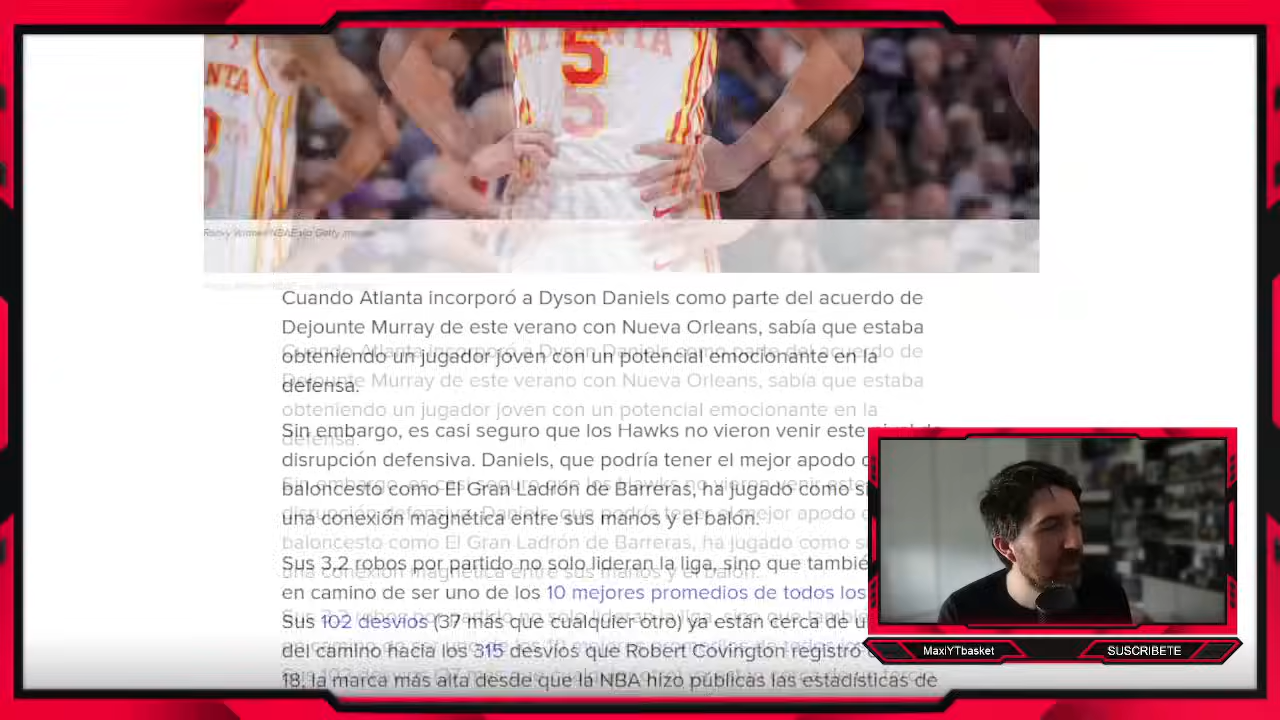 ATLANTA
5
NTA
Cuando Atlanta incorporó a Dyson Daniels como parte del acuerdo de
Dejounte Murray de este verano con Nueva Orleans, sabía que estaba
obteniendo un jugador joven con un potencial emocionante en la
defensa.
Sin embargo, es casi seguro que los Hawks no vieron venir este nivel de
disrupción defensiva. Daniels, que podría tener el mejor apodo
baloncesto como El Gran Ladrón de Barreras, ha jugado como
una conexión magnética entre sus manos y el balón.
Sus 3,2 robos por partido no solo lideran la liga, sino que
en camino de ser uno de los 10 mejores promedios de todos los
Sus 102 desvíos (37 más que cualquier otro) ya están cerca de
del camino hacia los 315 desvíos que Robert Covington registró
18, la marca más alta desde que la NBA hizo públicas las estadísticas de
MaxiYTbasket
SUSCRIBETE